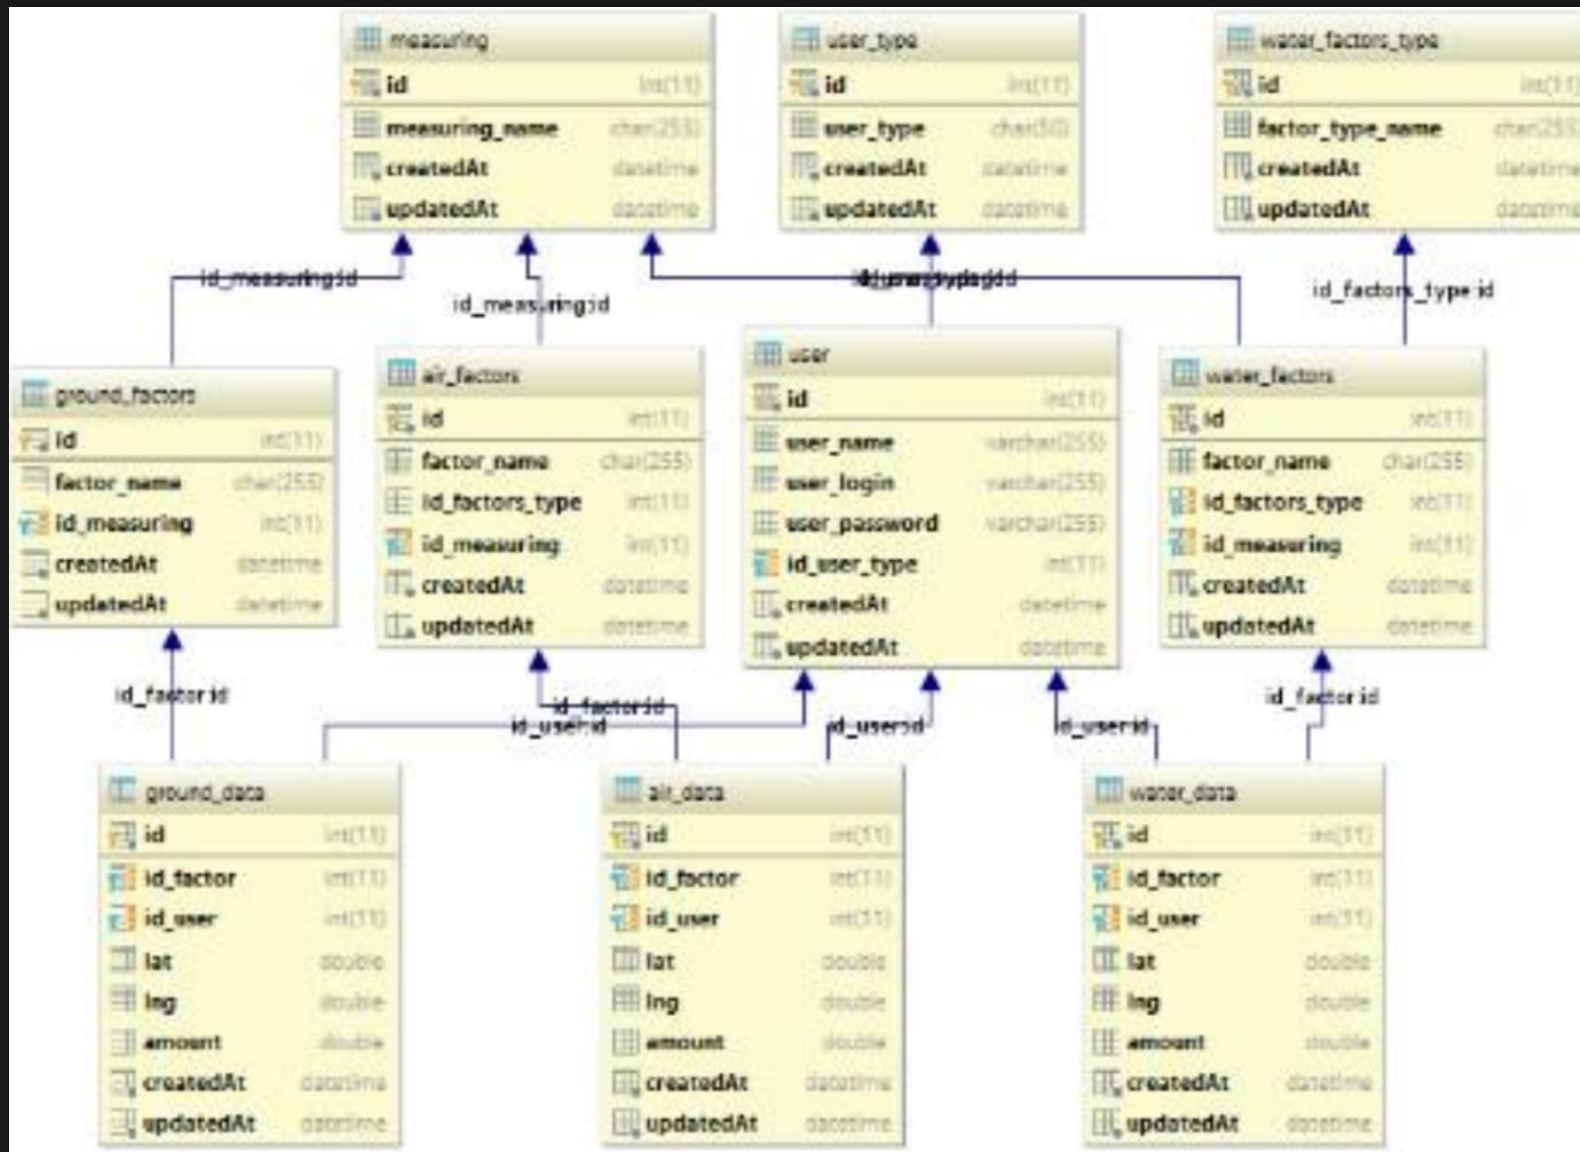 measuring
id int(11)
measuring_name char(255)
createdAt datetime
updatedAt datetime
user_type
id int(11)
user_type char(50)
createdAt datetime
updatedAt datetime
water_factors_type
id int(11)
factor_type_name char(255)
createdAt datetime
updatedAt datetime
id_measuring:id
id_measuring:id
id_factors_type:id
ground_factors
id int(11)
factor_name char(255)
id_measuring int(11)
createdAt datetime
updatedAt datetime
air_factors
id int(11)
factor_name char(255)
id_factors_type int(11)
id_measuring int(11)
createdAt datetime
updatedAt datetime
user
id int(11)
user_name varchar(255)
user_login varchar(255)
user_password varchar(255)
id_user_type int(11)
createdAt datetime
updatedAt datetime
water_factors
id int(11)
factor_name char(255)
id_factors_type int(11)
id_measuring int(11)
createdAt datetime
updatedAt datetime
id_factor:id
id_factor:id
id_user:id
id_user:id
id_user:id
id_factor:id
ground_data
id int(11)
id_factor int(11)
id_user int(11)
lat double
lng double
amount double
createdAt datetime
updatedAt datetime
air_data
id int(11)
id_factor int(11)
id_user int(11)
lat double
lng double
amount double
createdAt datetime
updatedAt datetime
water_data
id int(11)
id_factor int(11)
id_user int(11)
lat double
lng double
amount double
createdAt datetime
updatedAt datetime